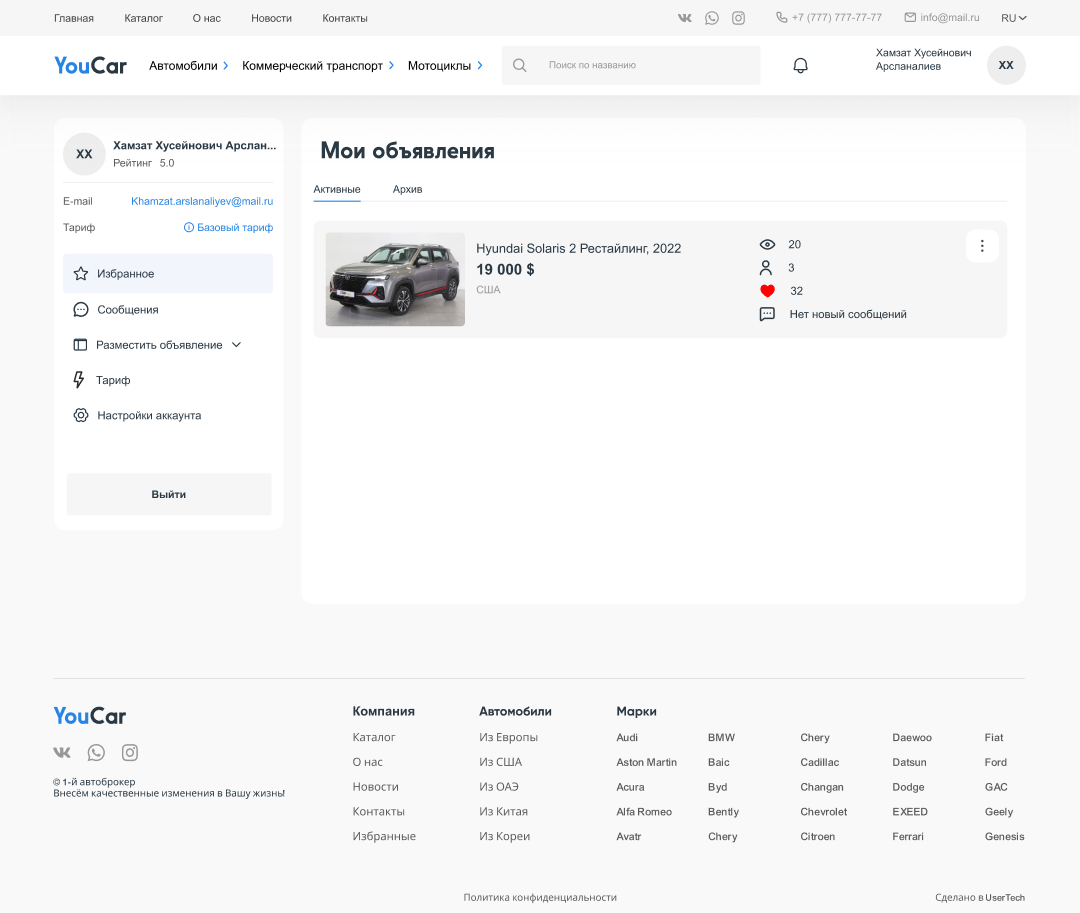 Главная Каталог О нас Новости Контакты +7 (777) 777-77-77 info@mail.ru RU
YouCar Автомобили Коммерческий транспорт Мотоциклы Поиск по названию Хамзат Хусейнович
Арсланалиев
XX
XX Хамзат Хусейнович Арслан...
Рейтинг 5.0
E-mail Khamzat.arslanaliyev@mail.ru
Тариф Базовый тариф
Избранное
Сообщения
Разместить объявление
Тариф
Настройки аккаунта
Выйти
Мои объявления
Активные Архив
Hyundai Solaris 2 Рестайлинг, 2022
19 000 $
США
20
3
32
Нет новый сообщений
YouCar
© 1-й автоброкер
Внесём качественные изменения в Вашу жизнь!
Компания Автомобили Марки
Каталог Из Европы Audi BMW Chery Daewoo Fiat
О нас Из США Aston Martin Baic Cadillac Datsun Ford
Новости Из ОАЭ Acura Byd Changan Dodge GAC
Контакты Из Китая Alfa Romeo Bently Chevrolet EXEED Geely
Избранные Из Кореи Avatr Chery Citroen Ferrari Genesis
Политика конфиденциальности Сделано в UserTech